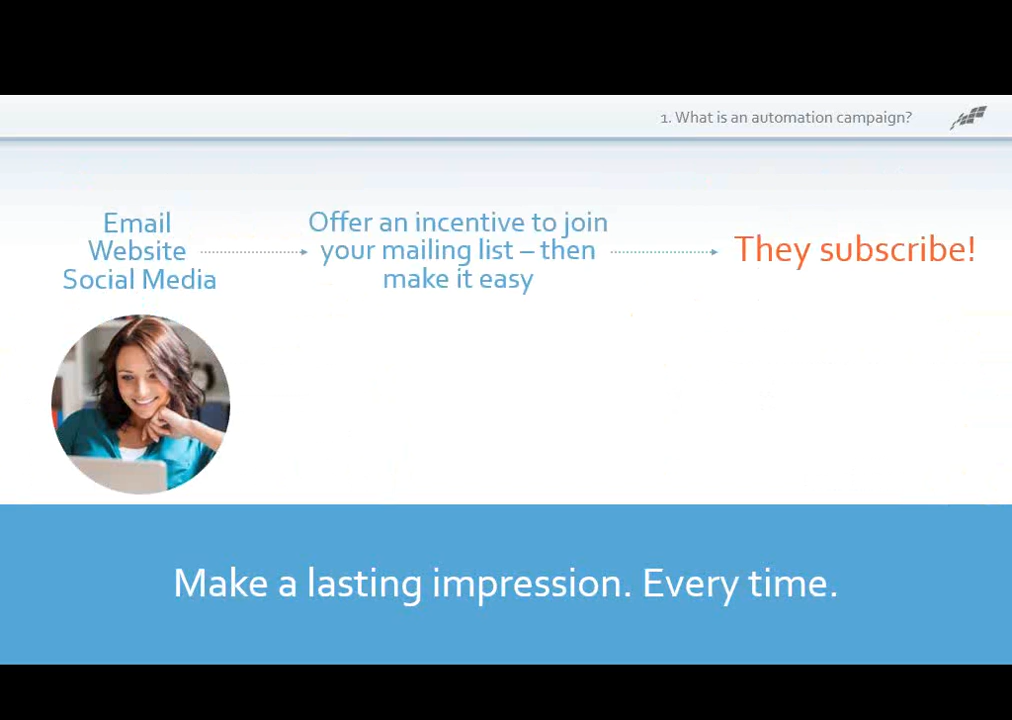 1. What is an automation campaign?
Email
Website
Social Media
Offer an incentive to join
your mailing list – then
make it easy
They subscribe!
Make a lasting impression. Every time.